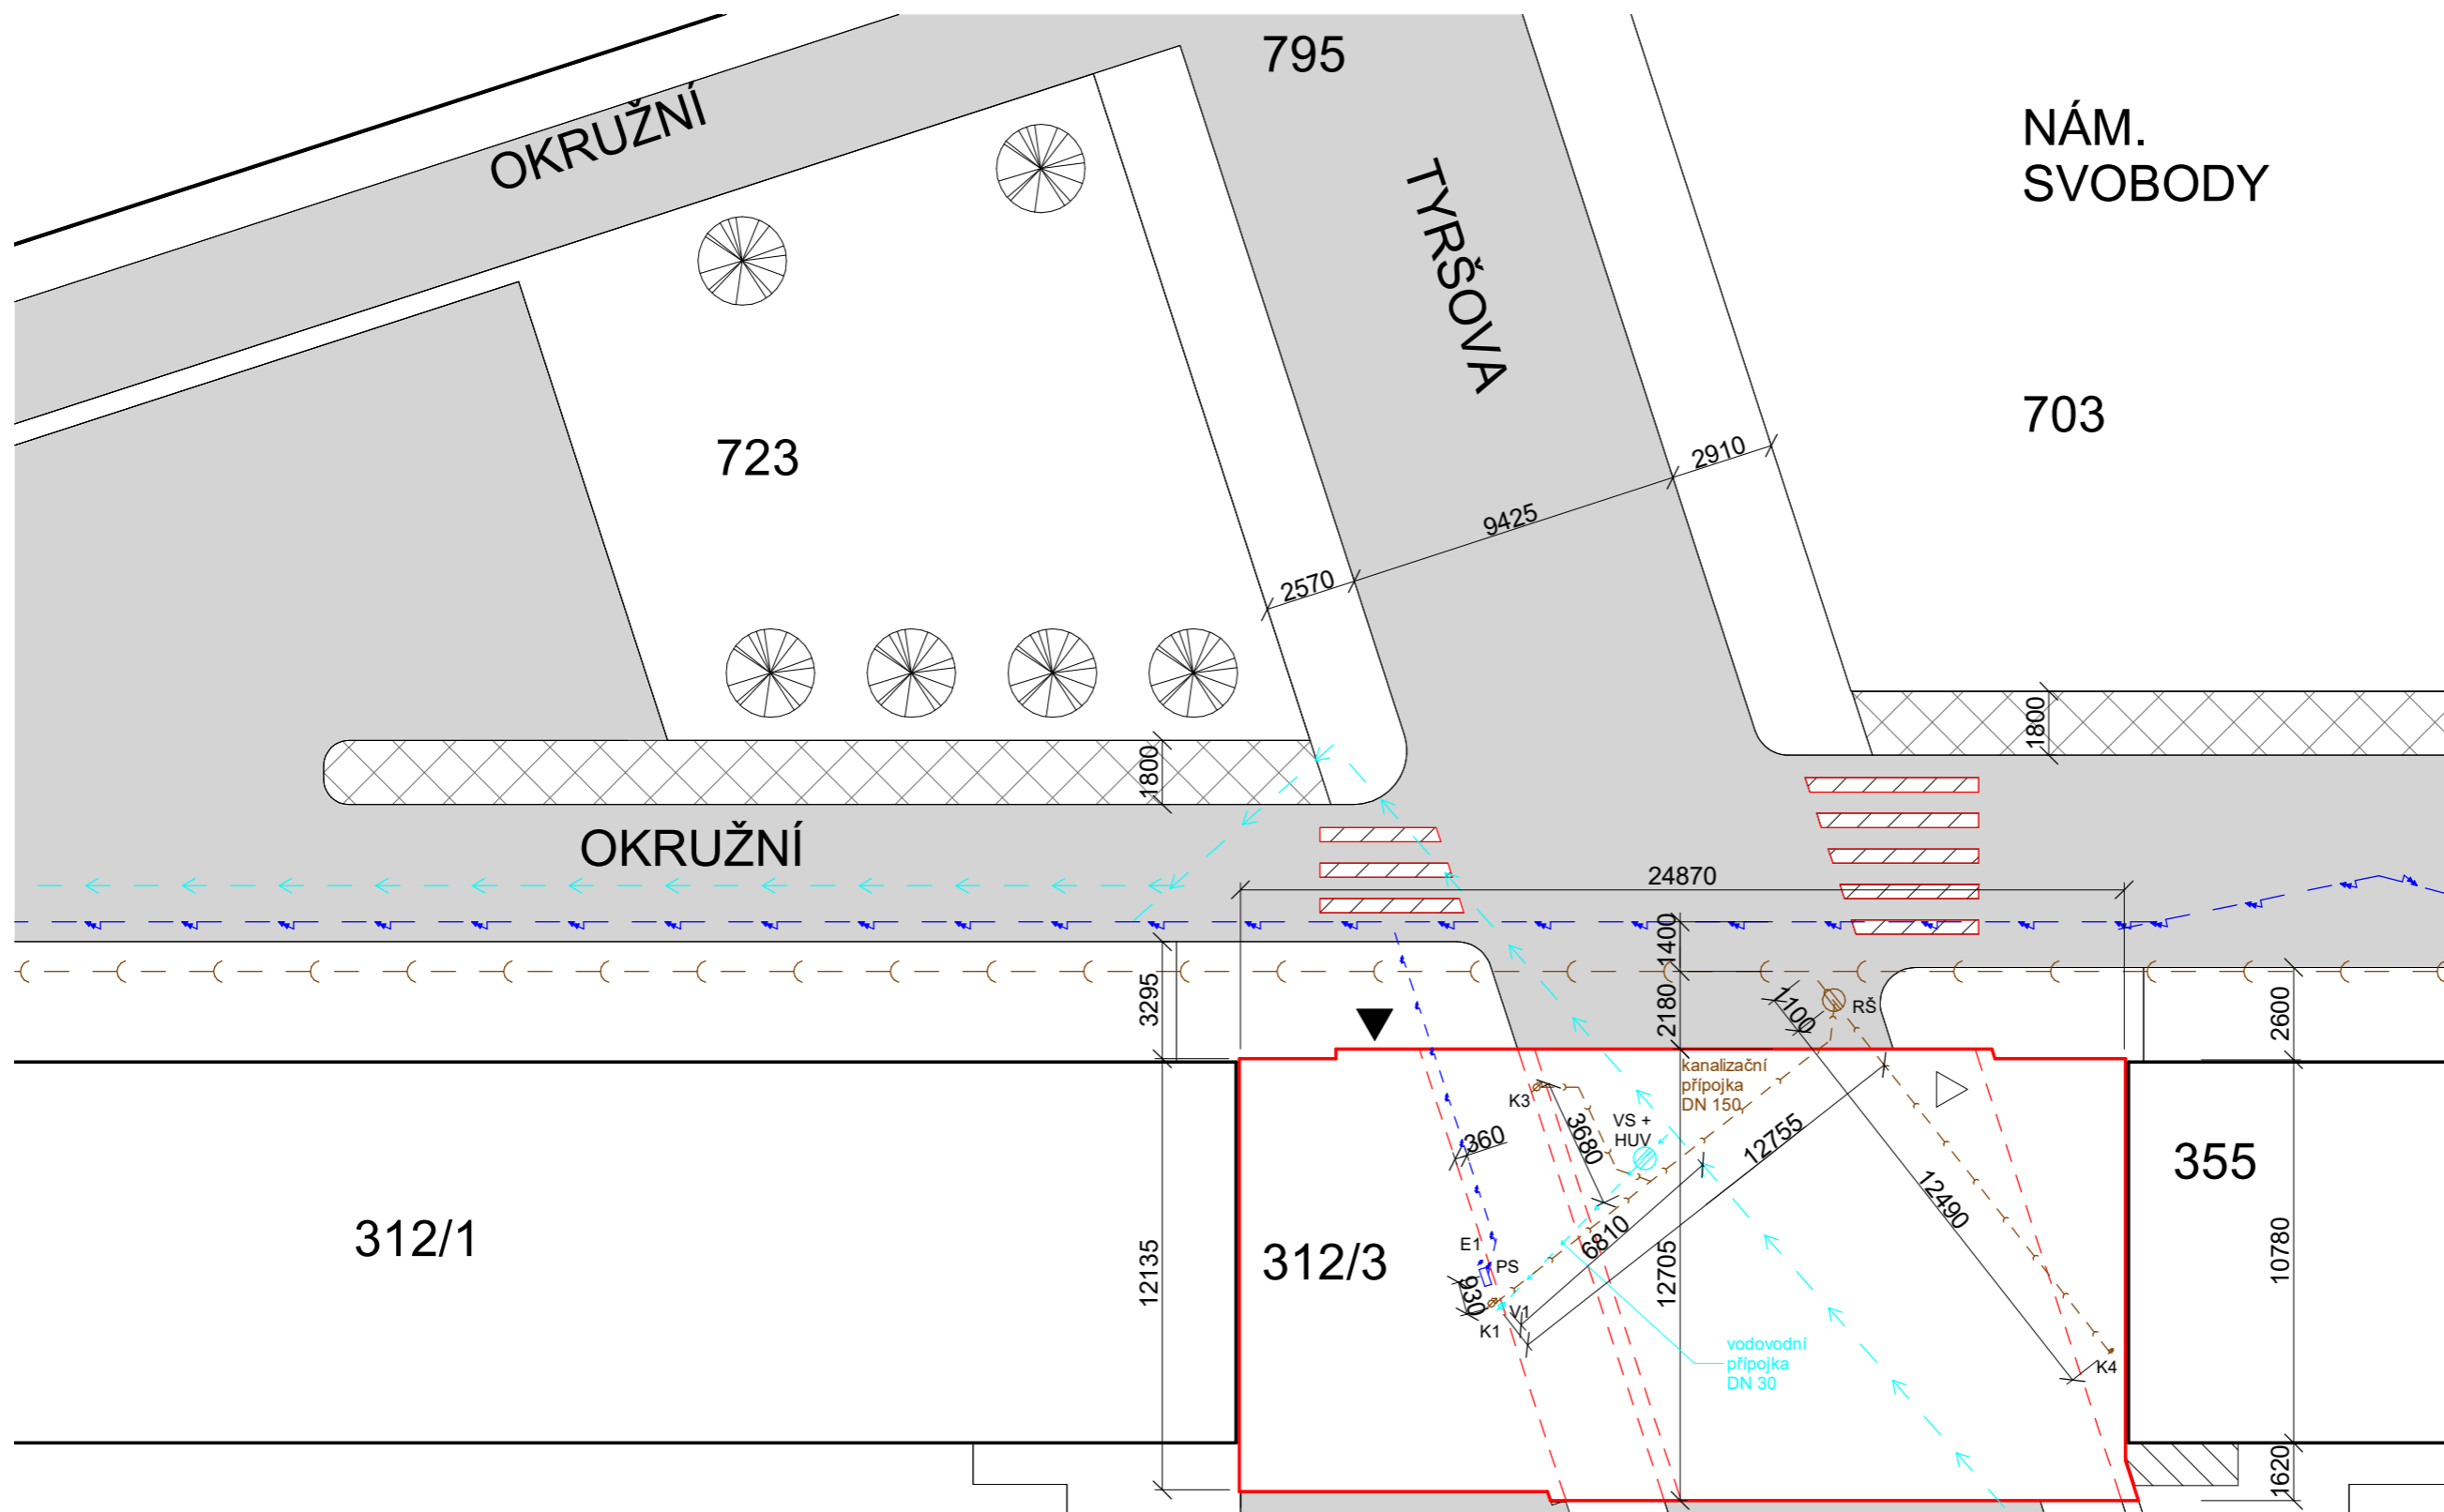 795
OKRUŽNÍ
NÁM.
SVOBODY
TYRŠOVA
703
723
2910
9425
2570
1800
1800
OKRUŽNÍ
24870
1400
3295
2180
1100
RŠ
2600
kanalizační
přípojka
DN 150
K3
VS +
HUV
360
3680
12755
355
12490
312/1
312/3
E1
PS
6810
12135
12705
10780
930
V1
K1
vodovodní
přípojka
DN 30
K4
1620